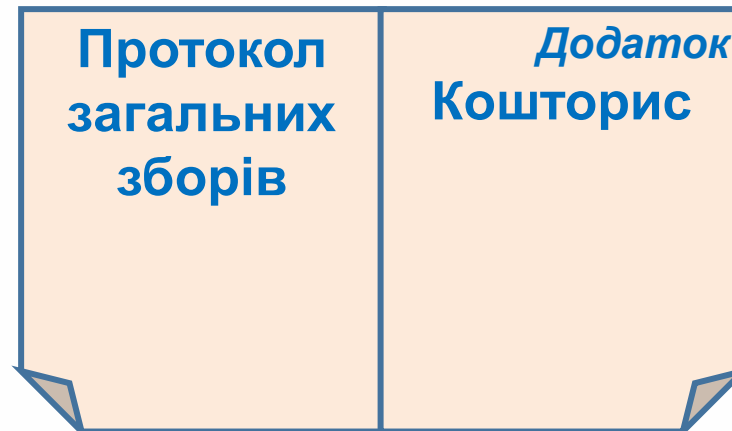 Протокол
загальних
зборів
Додаток
Кошторис